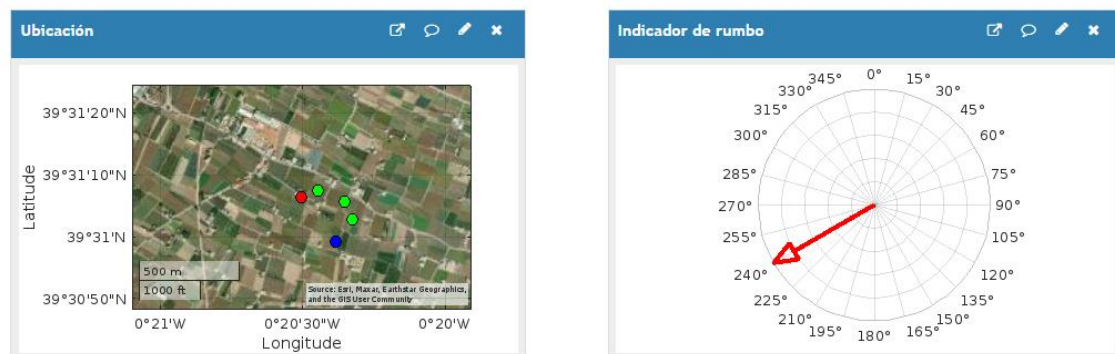 Ubicación
39°31'20"N
39°31'10"N
39°31'N
39°30'50"N
Latitude
500 m
1000 ft
Source: Esri, Maxar, Earthstar Geographics,
and the GIS User Community
0°21'W
0°20'30"W
0°20'W
Longitude
Indicador de rumbo
0°
15°
30°
45°
60°
75°
90°
105°
120°
135°
150°
165°
180°
195°
210°
225°
240°
255°
270°
285°
300°
315°
330°
345°